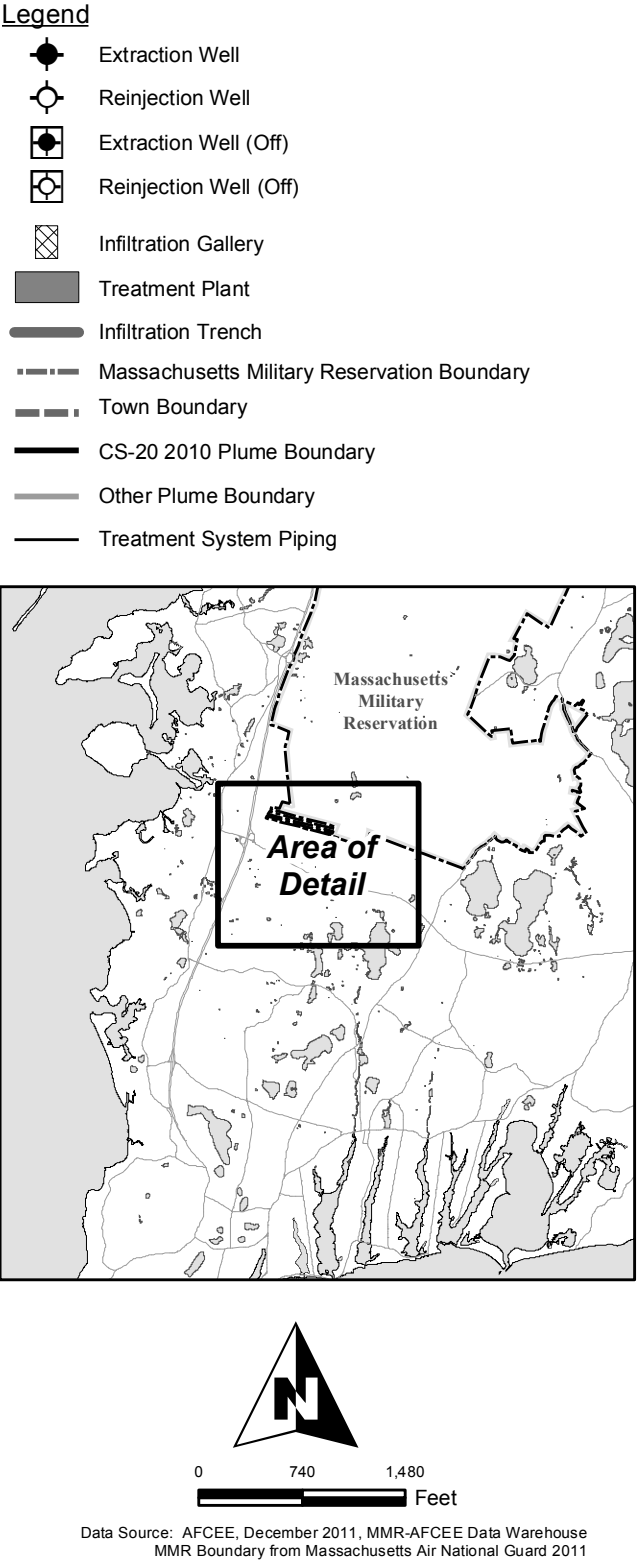 Legend
Extraction Well
Reinjection Well
Extraction Well (Off)
Reinjection Well (Off)
Infiltration Gallery
Treatment Plant
Infiltration Trench
Massachusetts Military Reservation Boundary
Town Boundary
CS-20 2010 Plume Boundary
Other Plume Boundary
Treatment System Piping
Massachusetts
Military
Reservation
Area of
Detail
N
0 740 1,480
Feet
Data Source: AFCEE, December 2011, MMR-AFCEE Data Warehouse
MMR Boundary from Massachusetts Air National Guard 2011